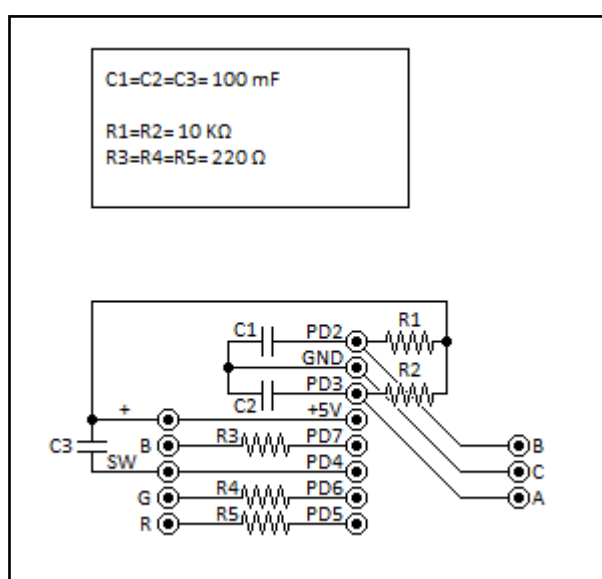 C1=C2=C3= 100 mF
R1=R2= 10 KΩ
R3=R4=R5= 220 Ω
C1 PD2 R1
GND
C2 PD3 R2
+ +5V
C3 B R3 PD7 B
SW PD4 C
G R4 PD6 A
R R5 PD5